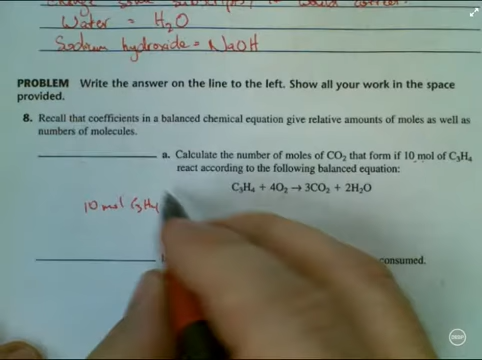 Water = H₂O
Sodium hydroxide = NaOH
PROBLEM Write the answer on the line to the left. Show all your work in the space
provided.
8. Recall that coefficients in a balanced chemical equation give relative amounts of moles as well as
numbers of molecules.
a. Calculate the number of moles of CO₂ that form if 10 mol of C₃H₄
react according to the following balanced equation:
C₃H₄ + 4O₂ → 3CO₂ + 2H₂O
10 mol C₃H₄
consumed.